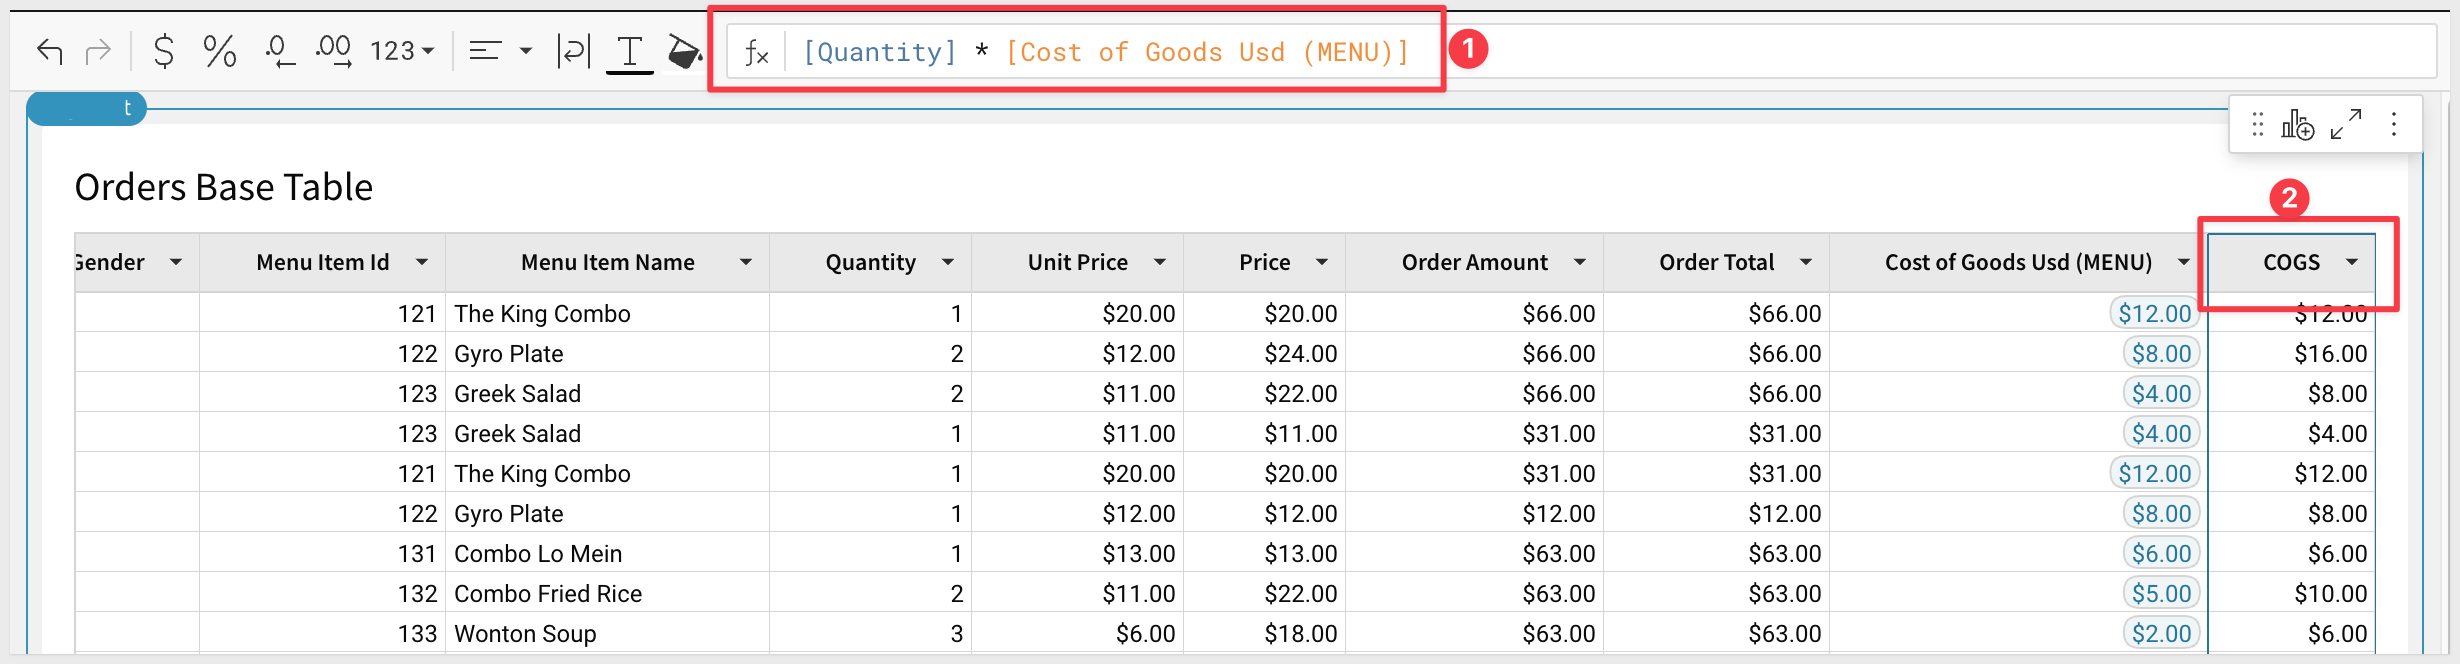 $ % .0 .00 123 T fx [Quantity] * [Cost of Goods Usd (MENU)] 1
t
Orders Base Table
2
Gender Menu Item Id Menu Item Name Quantity Unit Price Price Order Amount Order Total Cost of Goods Usd (MENU) COGS
121 The King Combo 1 $20.00 $20.00 $66.00 $66.00 $12.00 $12.00
122 Gyro Plate 2 $12.00 $24.00 $66.00 $66.00 $8.00 $16.00
123 Greek Salad 2 $11.00 $22.00 $66.00 $66.00 $4.00 $8.00
123 Greek Salad 1 $11.00 $11.00 $31.00 $31.00 $4.00 $4.00
121 The King Combo 1 $20.00 $20.00 $31.00 $31.00 $12.00 $12.00
122 Gyro Plate 1 $12.00 $12.00 $12.00 $12.00 $8.00 $8.00
131 Combo Lo Mein 1 $13.00 $13.00 $63.00 $63.00 $6.00 $6.00
132 Combo Fried Rice 2 $11.00 $22.00 $63.00 $63.00 $5.00 $10.00
133 Wonton Soup 3 $6.00 $18.00 $63.00 $63.00 $2.00 $6.00